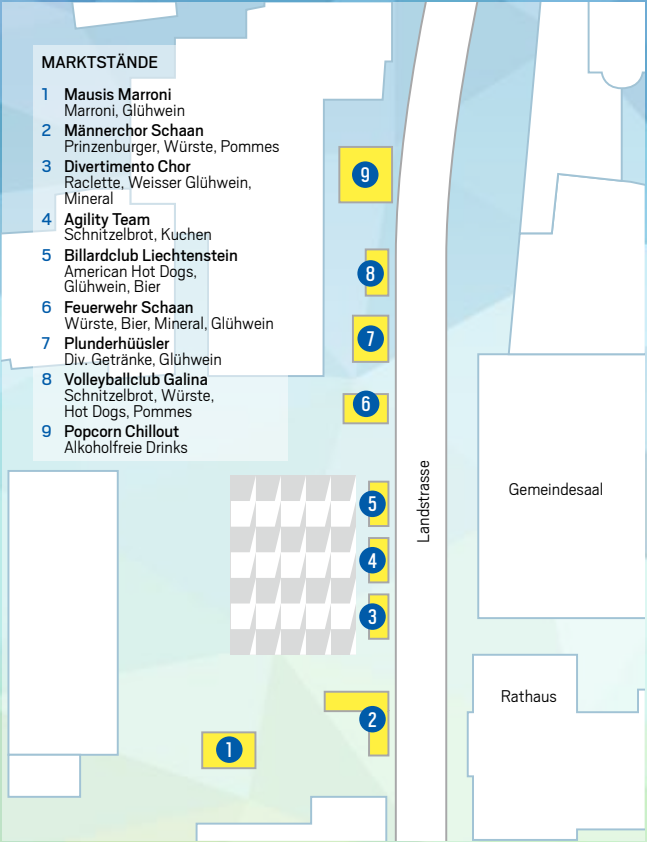 MARKTSTÄNDE
1 Mausis Marroni
Marroni, Glühwein
2 Männerchor Schaan
Prinzenburger, Würste, Pommes
3 Divertimento Chor
Raclette, Weisser Glühwein,
Mineral
4 Agility Team
Schnitzelbrot, Kuchen
5 Billardclub Liechtenstein
American Hot Dogs,
Glühwein, Bier
6 Feuerwehr Schaan
Würste, Bier, Mineral, Glühwein
7 Plunderhüüsler
Div. Getränke, Glühwein
8 Volleyballclub Galina
Schnitzelbrot, Würste,
Hot Dogs, Pommes
9 Popcorn Chillout
Alkoholfreie Drinks
9
8
7
6
5
4
3
2
1
Landstrasse
Gemeindesaal
Rathaus